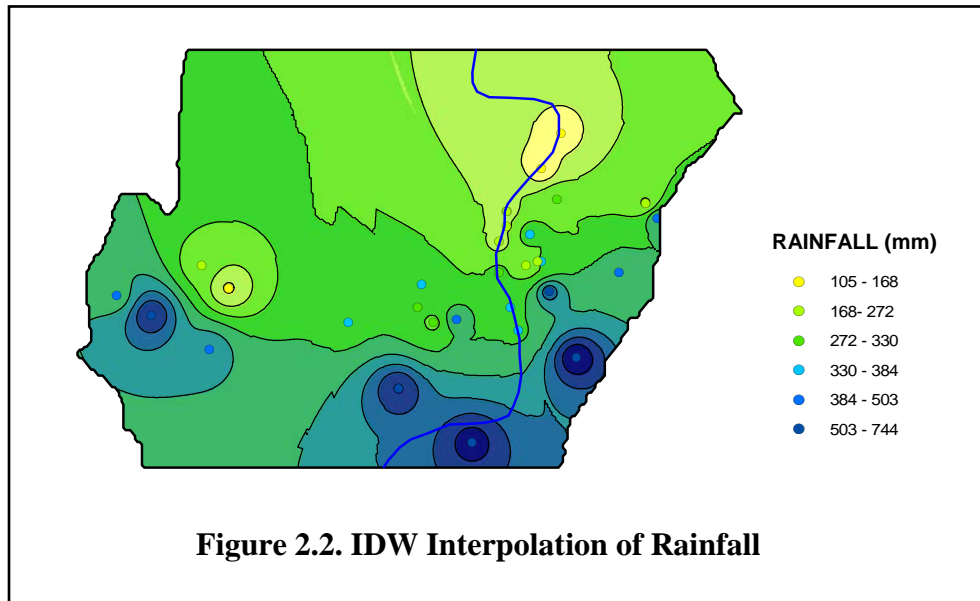 RAINFALL (mm)
105 - 168
168- 272
272 - 330
330 - 384
384 - 503
503 - 744
Figure 2.2. IDW Interpolation of Rainfall